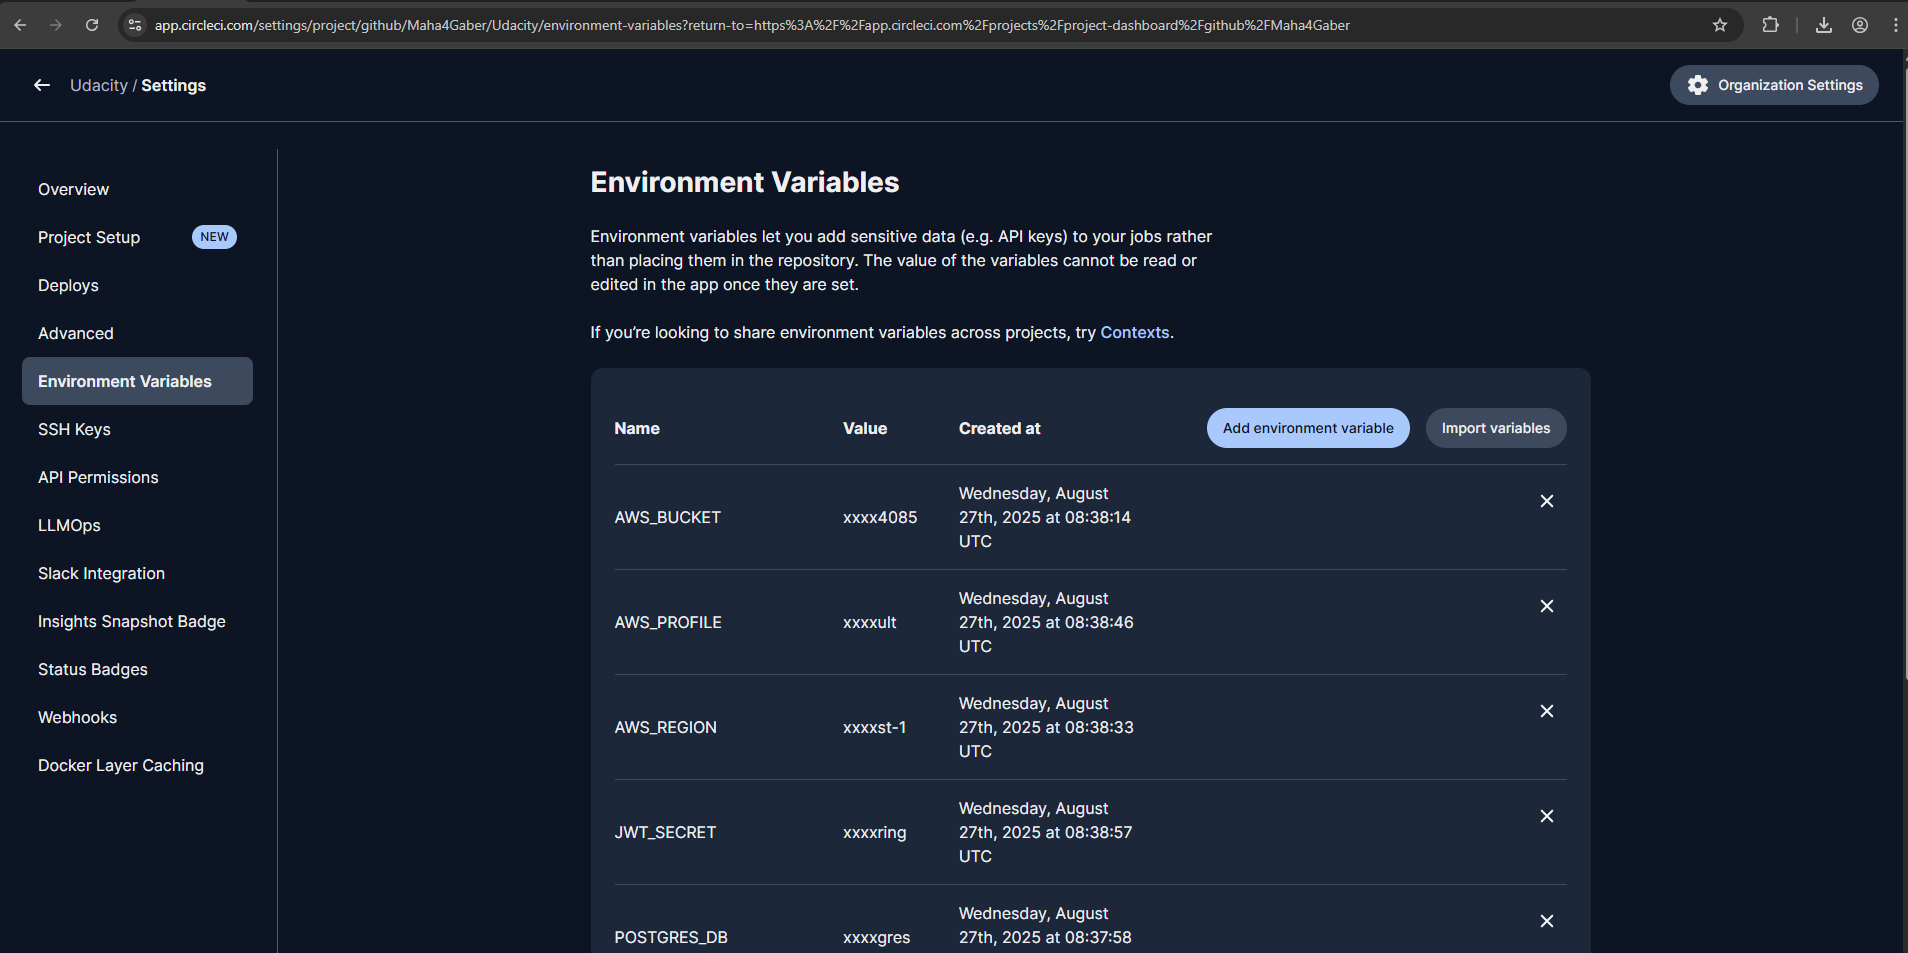 app.circleci.com/settings/project/github/Maha4Gaber/Udacity/environment-variables?return-to=https%3A%2F%2Fapp.circleci.com%2Fprojects%2Fproject-dashboard%2Fgithub%2FMaha4Gaber
Udacity / Settings
Organization Settings
Overview
Project Setup NEW
Deploys
Advanced
Environment Variables
SSH Keys
API Permissions
LLMOps
Slack Integration
Insights Snapshot Badge
Status Badges
Webhooks
Docker Layer Caching
Environment Variables
Environment variables let you add sensitive data (e.g. API keys) to your jobs rather
than placing them in the repository. The value of the variables cannot be read or
edited in the app once they are set.
If you’re looking to share environment variables across projects, try Contexts.
Name Value Created at Add environment variable Import variables
AWS_BUCKET xxxx4085 Wednesday, August
27th, 2025 at 08:38:14
UTC
AWS_PROFILE xxxxult Wednesday, August
27th, 2025 at 08:38:46
UTC
AWS_REGION xxxxst-1 Wednesday, August
27th, 2025 at 08:38:33
UTC
JWT_SECRET xxxxring Wednesday, August
27th, 2025 at 08:38:57
UTC
POSTGRES_DB xxxxgres Wednesday, August
27th, 2025 at 08:37:58